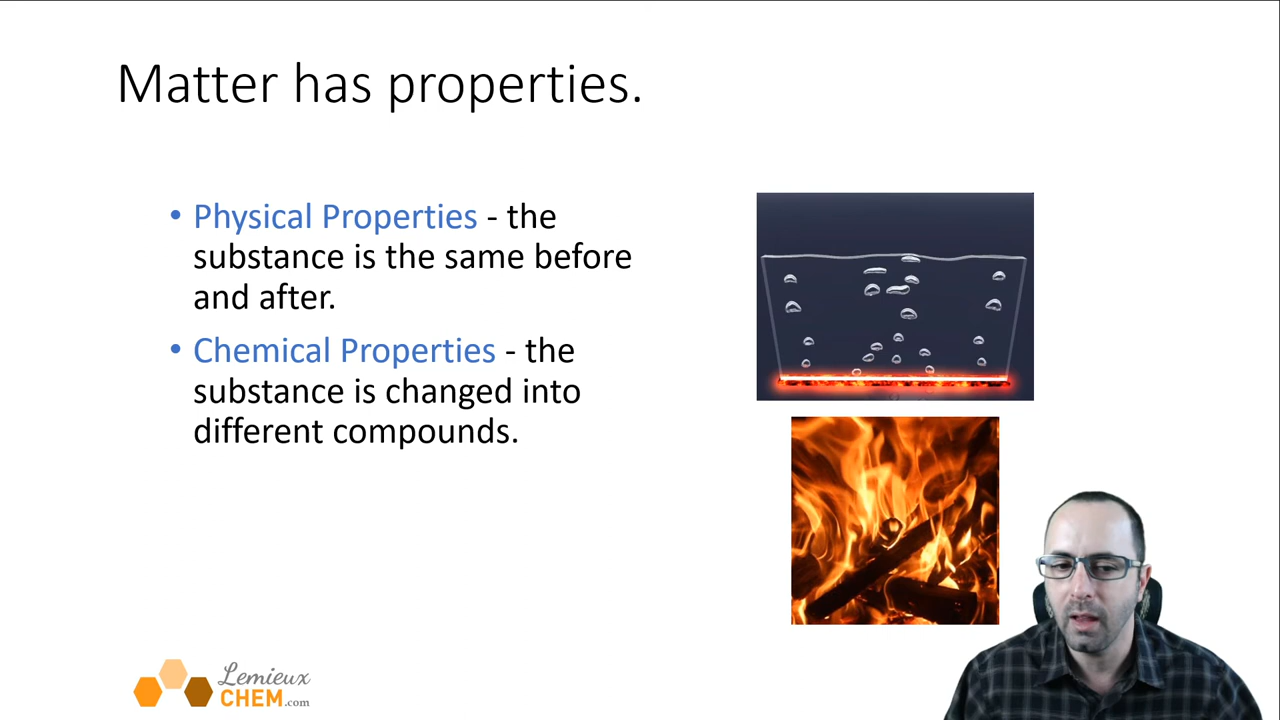 Matter has properties.
• Physical Properties - the
substance is the same before
and after.
• Chemical Properties - the
substance is changed into
different compounds.
Lemieux
CHEM.com